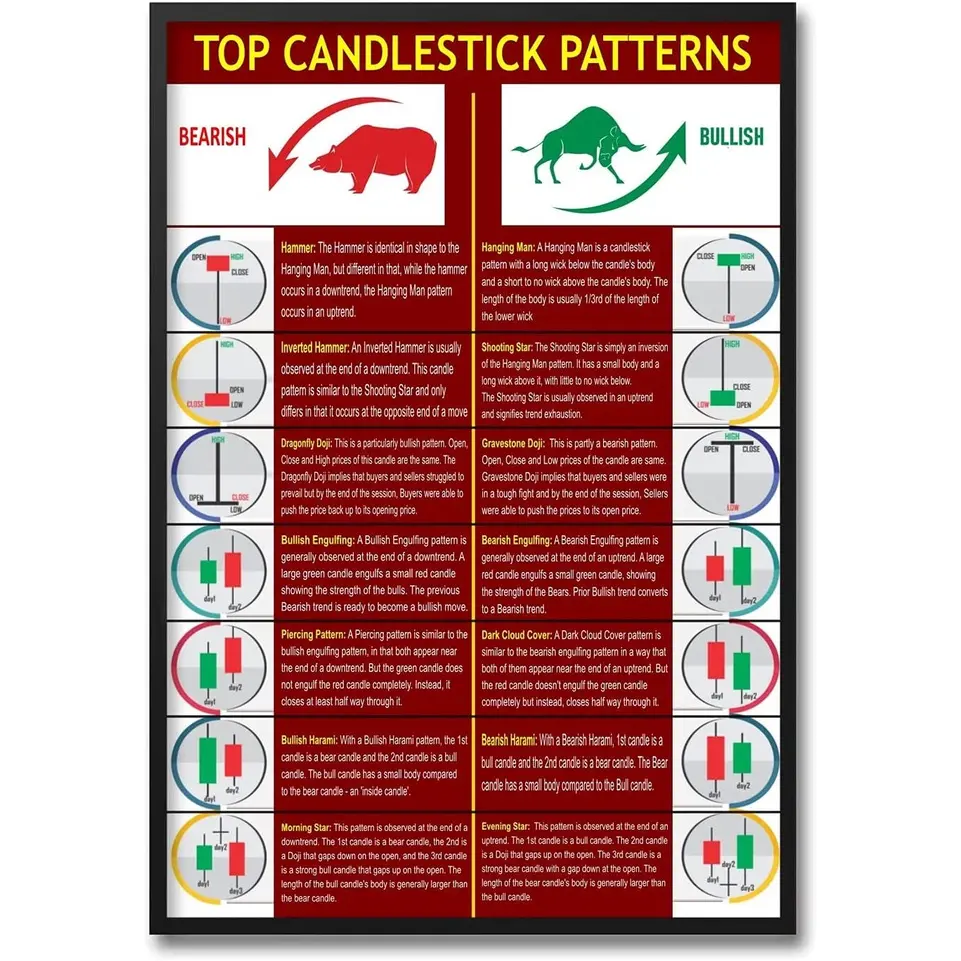 TOP CANDLESTICK PATTERNS
BEARISH
BULLISH
OPEN
HIGH
CLOSE
LOW
Hammer: The Hammer is identical in shape to the
Hanging Man, but different in that, while the hammer
occurs in a downtrend, the Hanging Man pattern
occurs in an uptrend.
Hanging Man: A Hanging Man is a candlestick
pattern with a long wick below the candle's body
and a short to no wick above the candle's body. The
length of the body is usually 1/3rd of the length of
the lower wick
CLOSE
HIGH
OPEN
LOW
HIGH
OPEN
CLOSE
LOW
Inverted Hammer: An Inverted Hammer is usually
observed at the end of a downtrend. This candle
pattern is similar to the Shooting Star and only
differs in that it occurs at the opposite end of a move
Shooting Star: The Shooting Star is simply an inversion
of the Hanging Man pattern. It has a small body and a
long wick above it, with little to no wick below.
The Shooting Star is usually observed in an uptrend
and signifies trend exhaustion.
HIGH
CLOSE
LOW
OPEN
HIGH
OPEN
CLOSE
LOW
Dragonfly Doji: This is a particularly bullish pattern. Open,
Close and High prices of this candle are the same. The
Dragonfly Doji implies that buyers and sellers struggled to
prevail but by the end of the session, Buyers were able to
push the price back up to its opening price.
Gravestone Doji: This is partly a bearish pattern.
Open, Close and Low prices of the candle are same.
Gravestone Doji implies that buyers and sellers were
in a tough fight and by the end of the session, Sellers
were able to push the prices to its open price.
HIGH
OPEN
CLOSE
LOW
day1
day2
Bullish Engulfing: A Bullish Engulfing pattern is
generally observed at the end of a downtrend. A
large green candle engulfs a small red candle
showing the strength of the bulls. The previous
Bearish trend is ready to become a bullish move.
Bearish Engulfing: A Bearish Engulfing pattern is
generally observed at the end of an uptrend. A large
red candle engulfs a small green candle, showing
the strength of the Bears. Prior Bullish trend converts
to a Bearish trend.
day1
day2
day1
day2
Piercing Pattern: A Piercing pattern is similar to the
bullish engulfing pattern, in that both appear near
the end of a downtrend. But the green candle does
not engulf the red candle completely. Instead, it
closes at least half way through it.
Dark Cloud Cover: A Dark Cloud Cover pattern is
similar to the bearish engulfing pattern in a way that
both of them appear near the end of an uptrend. But
the red candle doesn't engulf the green candle
completely but instead, closes half way through it.
day1
day2
day1
day2
Bullish Harami: With a Bullish Harami pattern, the 1st
candle is a bear candle and the 2nd candle is a bull
candle. The bull candle has a small body compared
to the bear candle - an 'inside candle'.
Bearish Harami: With a Bearish Harami, 1st candle is a
bull candle and the 2nd candle is a bear candle. The Bear
candle has a small body compared to the Bull candle.
day1
day2
day1
day2
day3
Morning Star: This pattern is observed at the end of a
downtrend. The 1st candle is a bear candle, the 2nd is
a Doji that gaps down on the open, and the 3rd candle
is a strong bull candle that gaps up on the open. The
length of the bull candle's body is generally larger than
the bear candle.
Evening Star: This pattern is observed at the end of an
uptrend. The 1st candle is a bull candle. The 2nd candle
is a Doji that gaps up on the open. The 3rd candle is a
strong bear candle with a gap down at the open. The
length of the bear candle's body is generally larger than
the bull candle.
day1
day2
day3